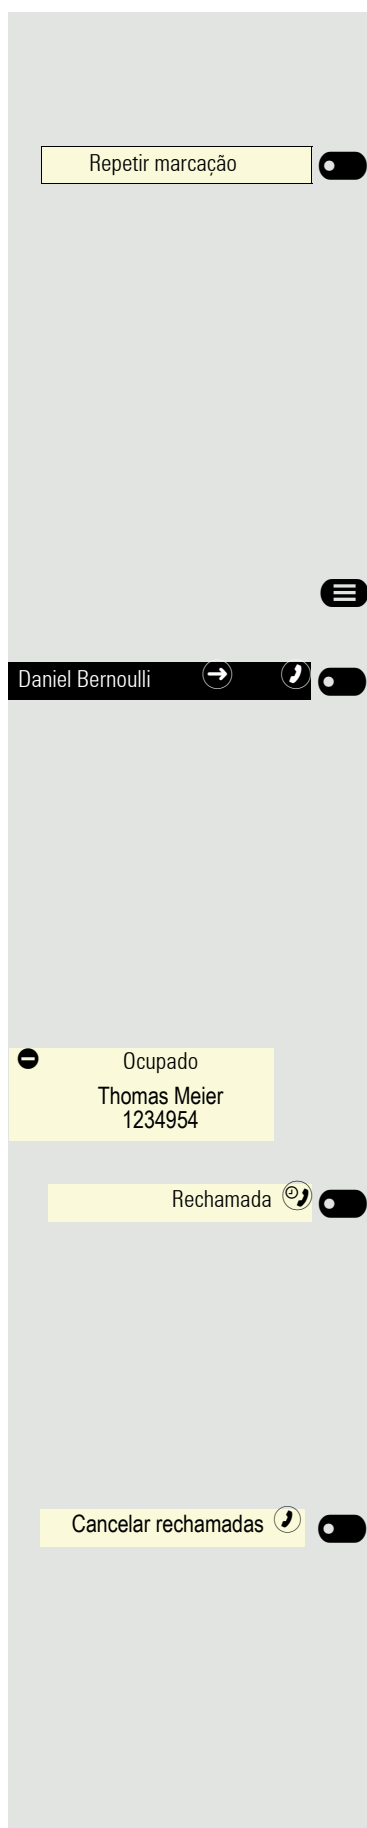 Repetir marcação
Daniel Bernoulli
Ocupado
Thomas Meier
1234954
Rechamada
Cancelar rechamadas